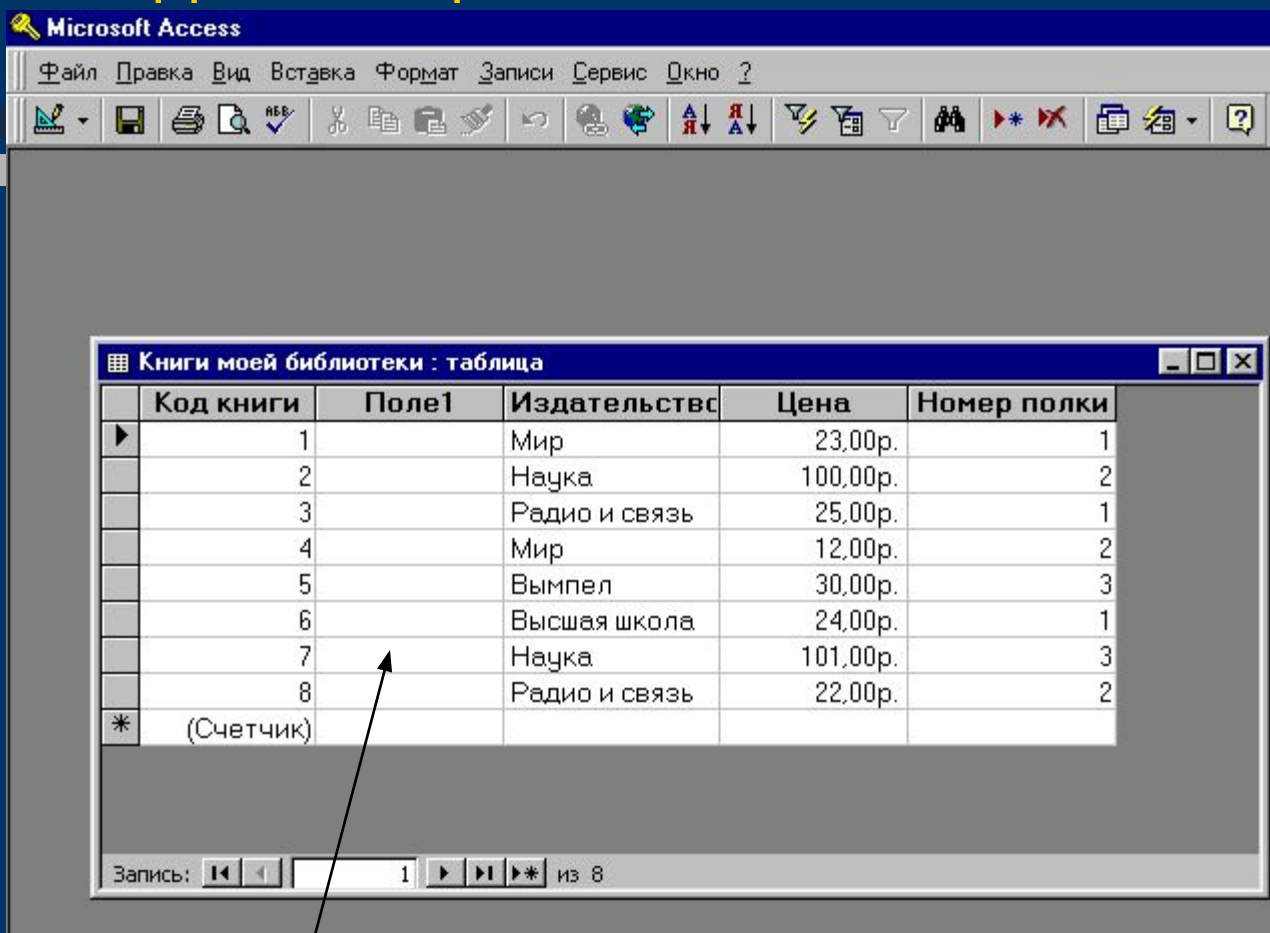 Microsoft Access
Файл Правка Вид Вставка Формат Записи Сервис Окно ?
Книги моей библиотеки : таблица
Код книги Поле1 Издательство Цена Номер полки
1 Мир 23,00р. 1
2 Наука 100,00р. 2
3 Радио и связь 25,00р. 1
4 Мир 12,00р. 2
5 Вымпел 30,00р. 3
6 Высшая школа 24,00р. 1
7 Наука 101,00р. 3
8 Радио и связь 22,00р. 2
(Счетчик)
Запись: 1 из 8